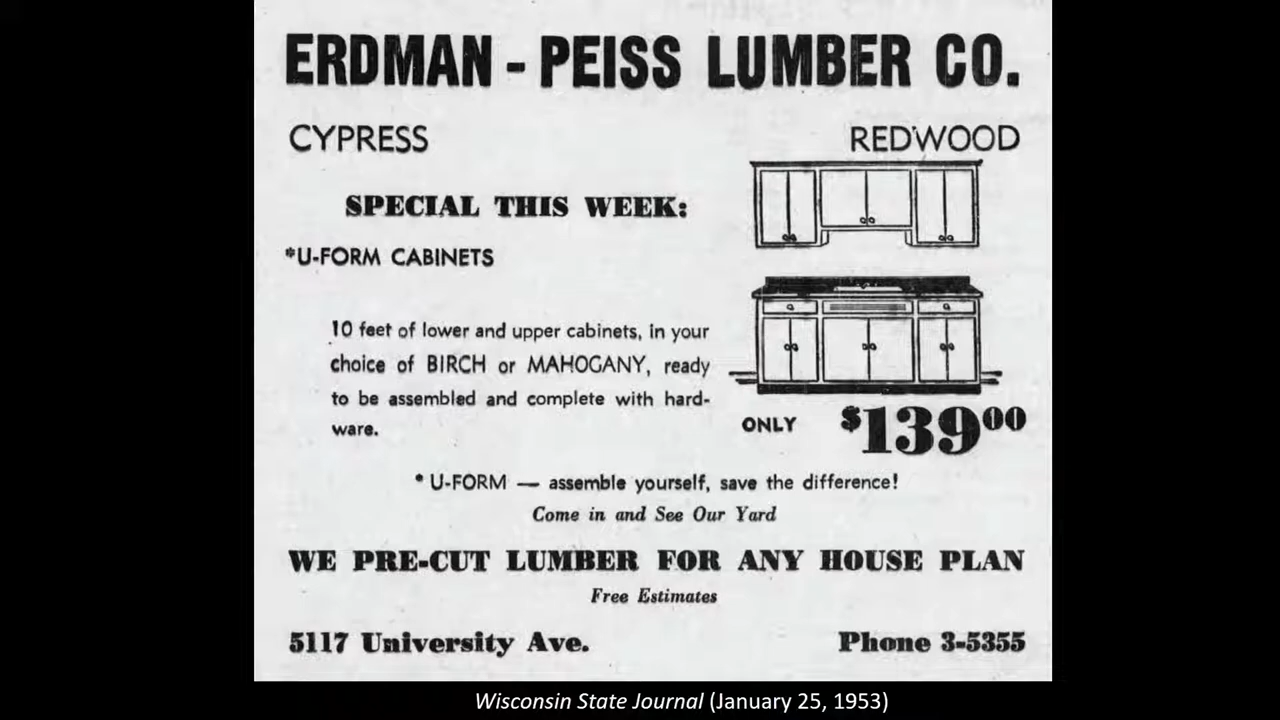 ERDMAN - PEISS LUMBER CO.
CYPRESS
REDWOOD
SPECIAL THIS WEEK:
*U-FORM CABINETS
10 feet of lower and upper cabinets, in your
choice of BIRCH or MAHOGANY, ready
to be assembled and complete with hard-
ware.
ONLY $139⁰⁰
* U-FORM — assemble yourself, save the difference!
Come in and See Our Yard
WE PRE-CUT LUMBER FOR ANY HOUSE PLAN
Free Estimates
5117 University Ave.
Phone 3-5355
Wisconsin State Journal (January 25, 1953)